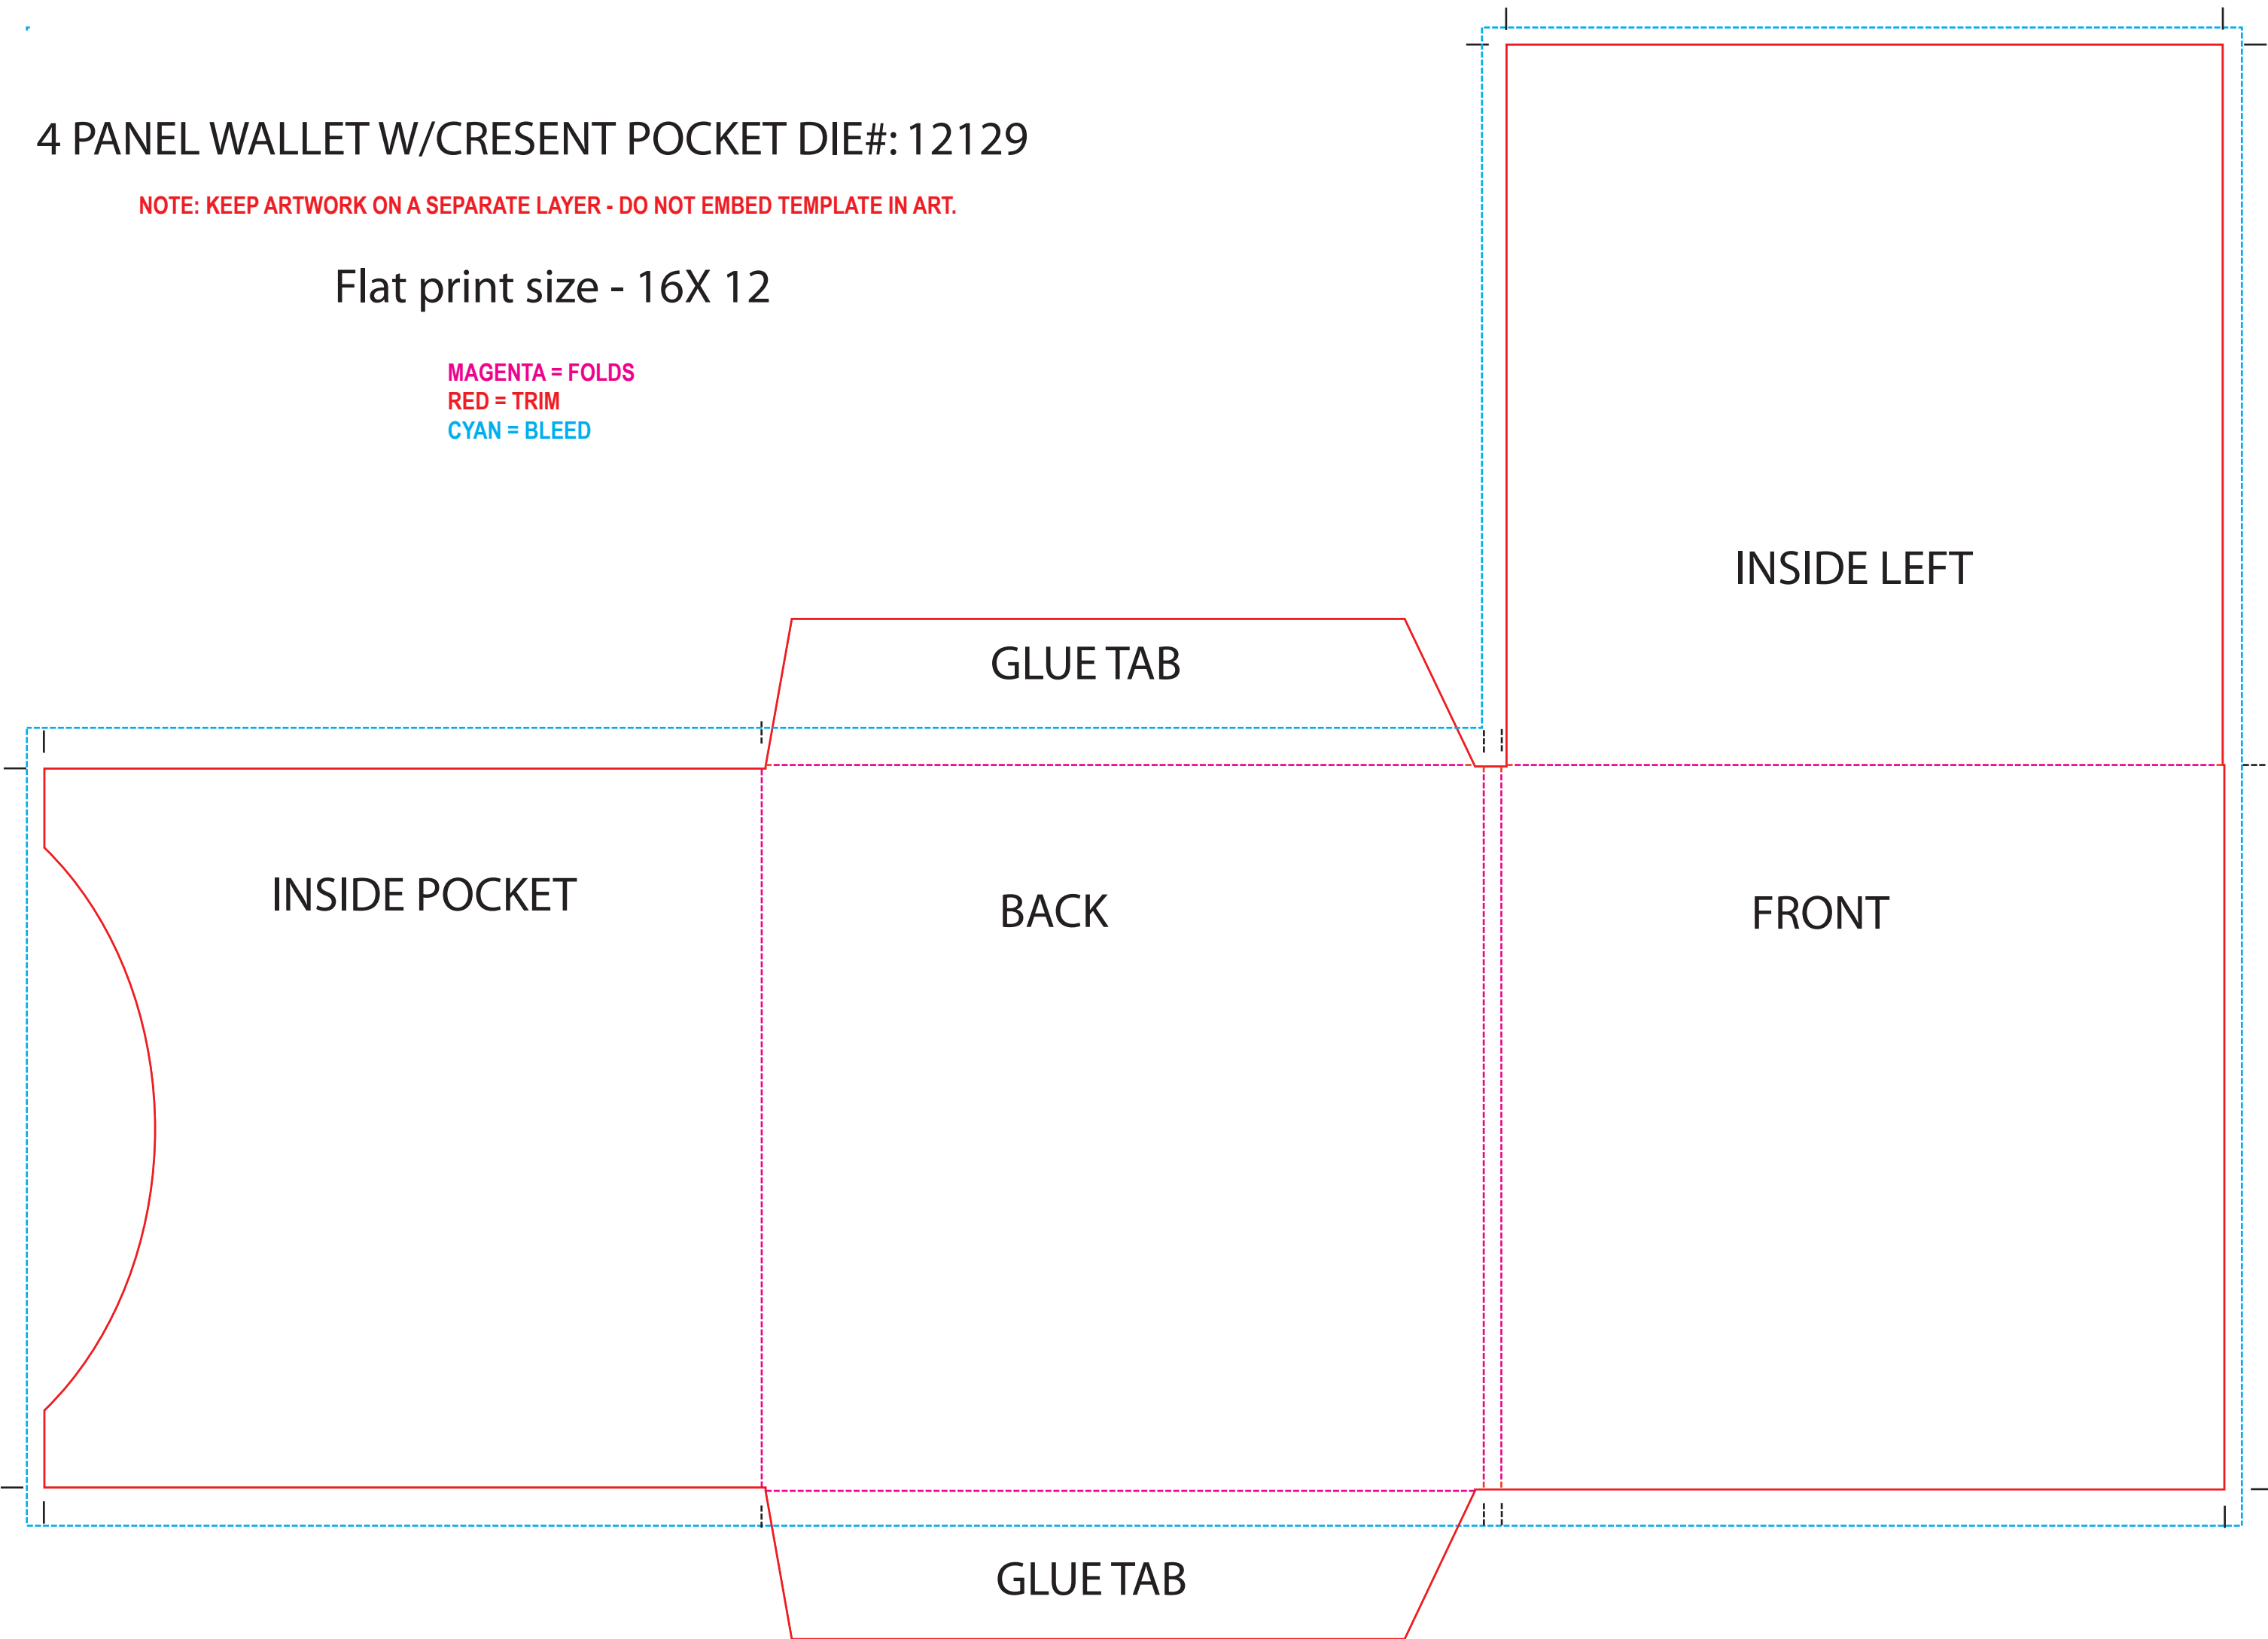 4 PANEL WALLET W/CRESENT POCKET DIE#: 12129
NOTE: KEEP ARTWORK ON A SEPARATE LAYER - DO NOT EMBED TEMPLATE IN ART.
Flat print size - 16X 12
MAGENTA = FOLDS
RED = TRIM
CYAN = BLEED
INSIDE LEFT
GLUE TAB
INSIDE POCKET
BACK
FRONT
GLUE TAB